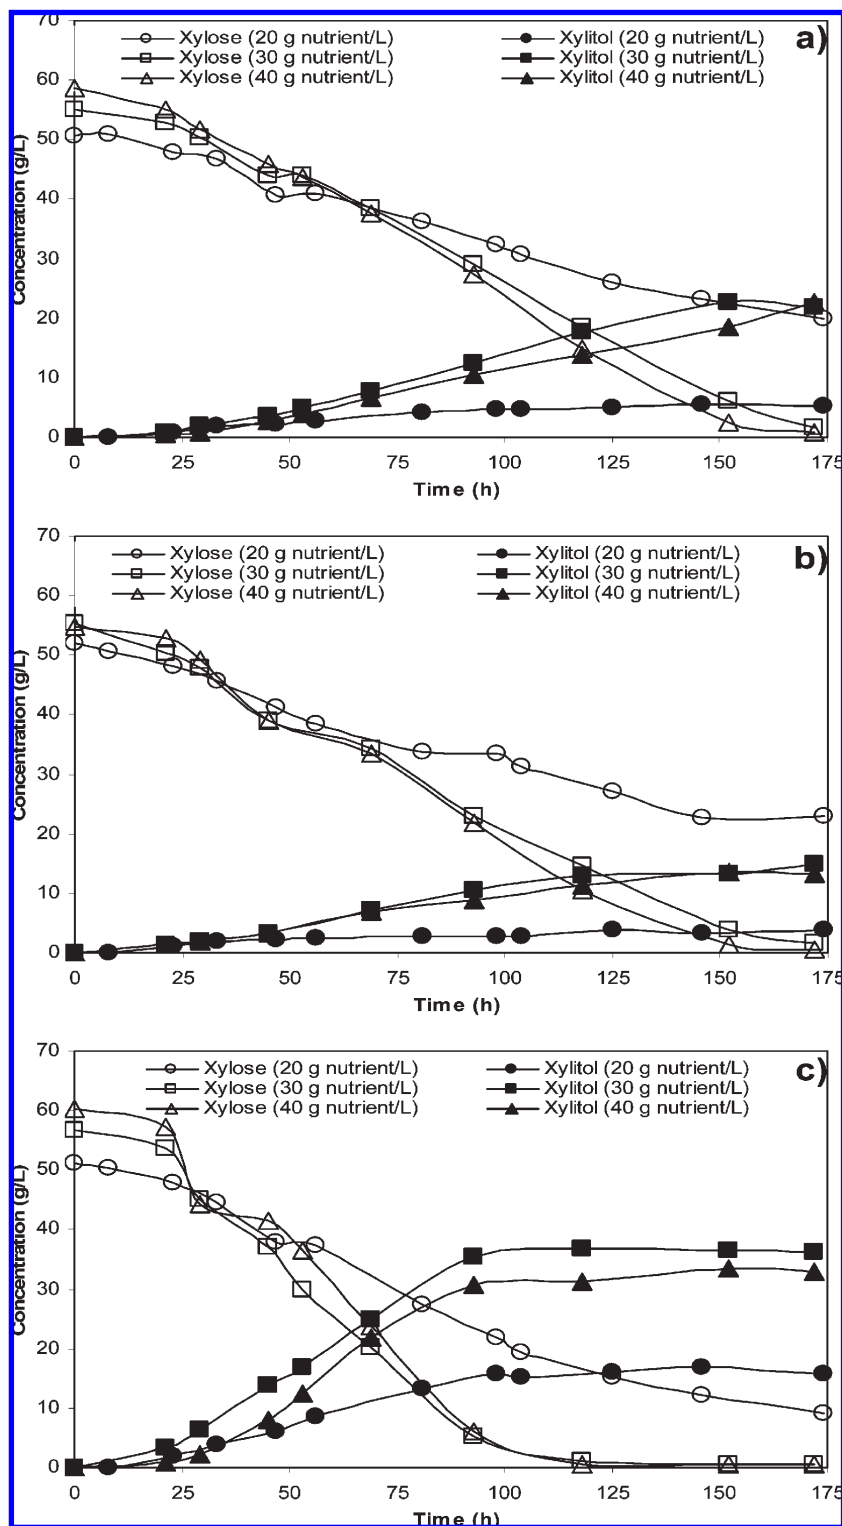 70
Xylose (20 g nutrient/L) Xylitol (20 g nutrient/L) a)
Xylose (30 g nutrient/L) Xylitol (30 g nutrient/L)
60 Xylose (40 g nutrient/L) Xylitol (40 g nutrient/L)
50
40
30
20
10
0
Concentration (g/L)
0 25 50 75 100 125 150 175
Time (h)
70
Xylose (20 g nutrient/L) Xylitol (20 g nutrient/L) b)
Xylose (30 g nutrient/L) Xylitol (30 g nutrient/L)
60 Xylose (40 g nutrient/L) Xylitol (40 g nutrient/L)
50
40
30
20
10
0
Concentration (g/L)
0 25 50 75 100 125 150 175
Time (h)
70
Xylose (20 g nutrient/L) Xylitol (20 g nutrient/L) c)
Xylose (30 g nutrient/L) Xylitol (30 g nutrient/L)
60 Xylose (40 g nutrient/L) Xylitol (40 g nutrient/L)
50
40
30
20
10
0
Concentration (g/L)
0 25 50 75 100 125 150 175
Time (h)